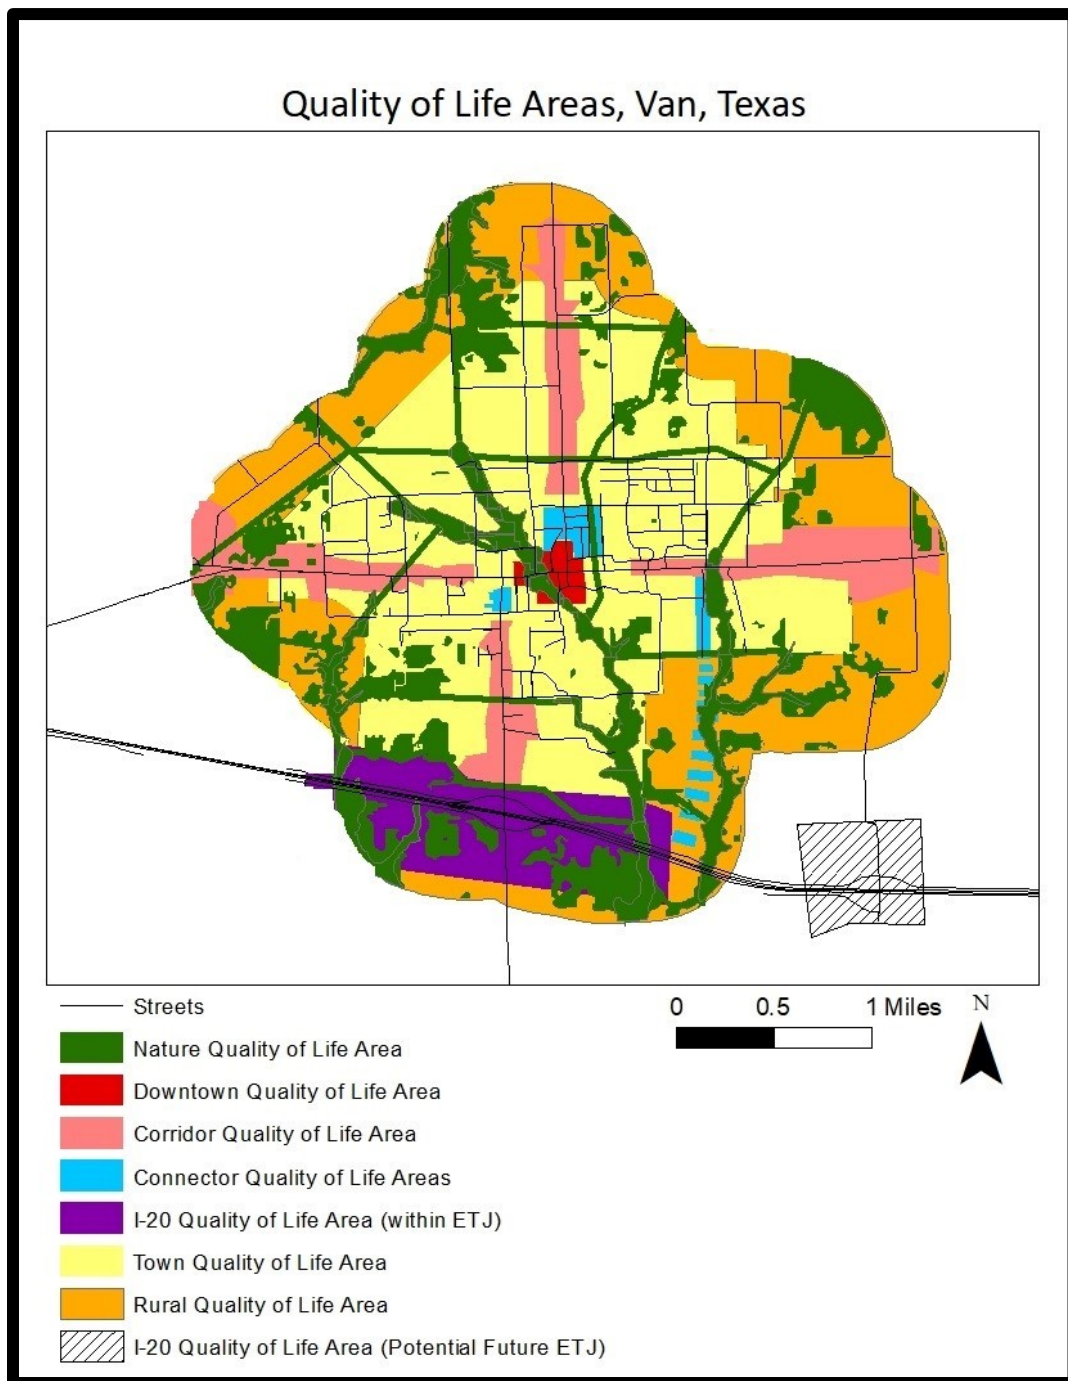 Quality of Life Areas, Van, Texas
Streets
Nature Quality of Life Area
Downtown Quality of Life Area
Corridor Quality of Life Area
Connector Quality of Life Areas
I-20 Quality of Life Area (within ETJ)
Town Quality of Life Area
Rural Quality of Life Area
I-20 Quality of Life Area (Potential Future ETJ)
0 0.5 1 Miles
N